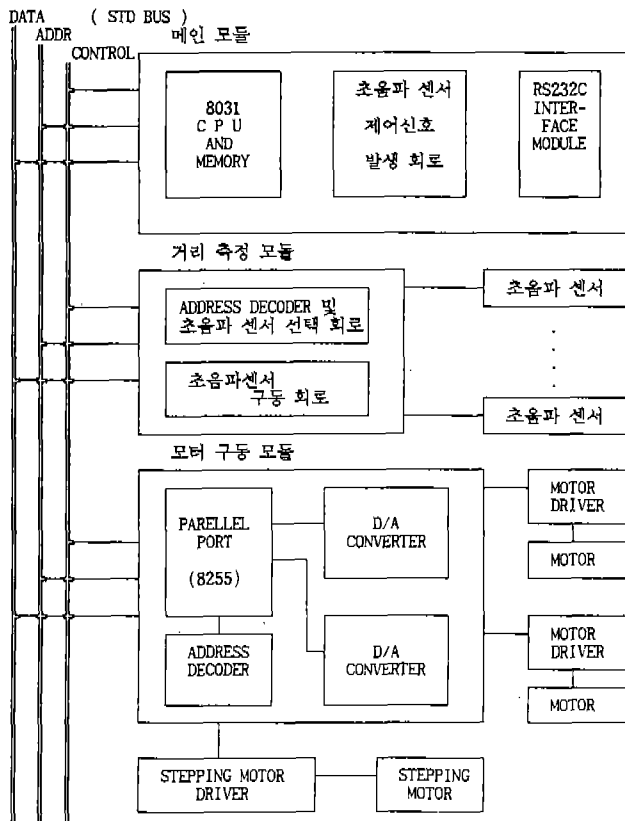 DATA ( STD BUS )
ADDR
CONTROL
메인 모듈
8031
C P U
AND
MEMORY
초음파 센서
제어신호
발생 회로
RS232C
INTER-
FACE
MODULE
거리 측정 모듈
ADDRESS DECODER 및
초음파 센서 선택 회로
초음파센서
구동 회로
초음파 센서
초음파 센서
모터 구동 모듈
PARELLEL
PORT
(8255)
ADDRESS
DECODER
D/A
CONVERTER
D/A
CONVERTER
MOTOR
DRIVER
MOTOR
MOTOR
DRIVER
MOTOR
STEPPING MOTOR
DRIVER
STEPPING
MOTOR